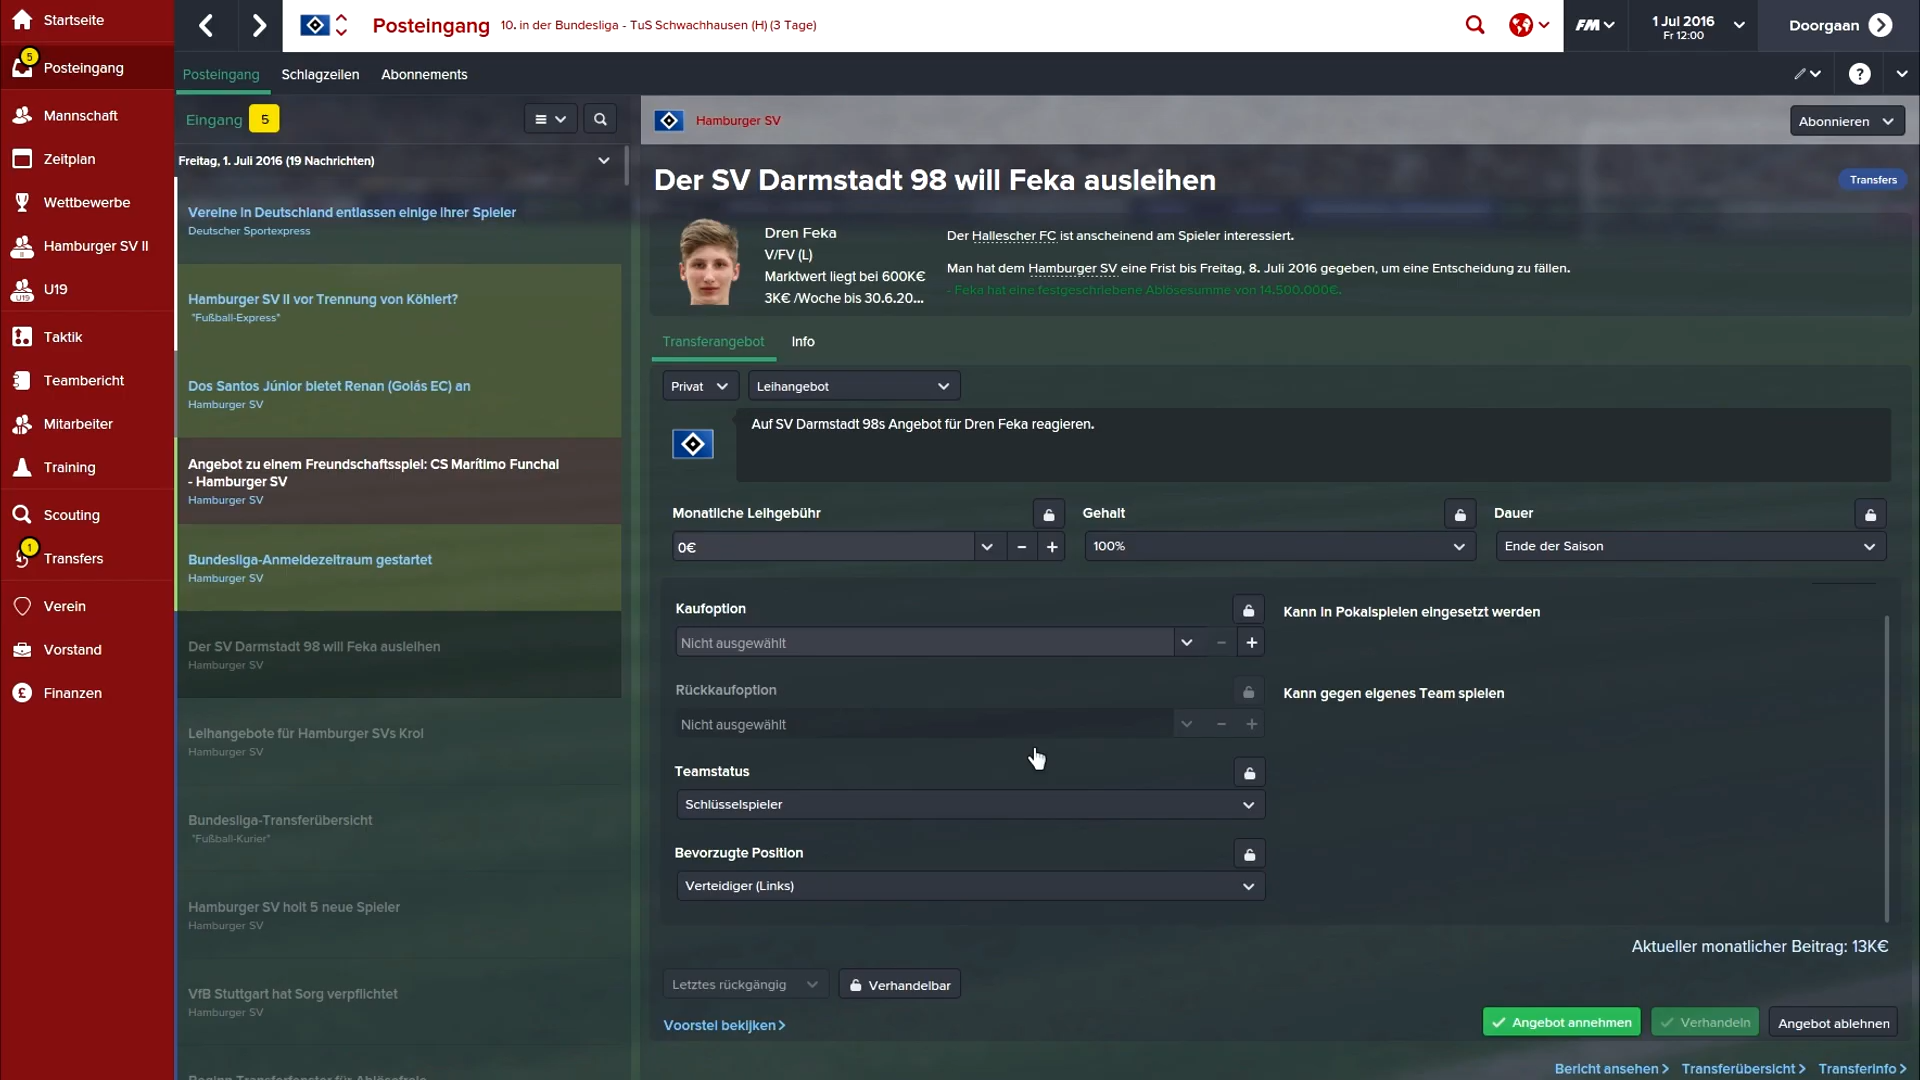 Startseite
5
Posteingang
Mannschaft
Zeitplan
Wettbewerbe
Hamburger SV II
U19
U19
Taktik
Teambericht
Mitarbeiter
Training
Scouting
1
Transfers
Verein
Vorstand
Finanzen
Posteingang 10. in der Bundesliga - TuS Schwachhausen (H) (3 Tage)
FM
1 Jul 2016
Fr 12:00
Doorgaan
Posteingang Schlagzeilen Abonnements
?
Eingang 5
Freitag, 1. Juli 2016 (19 Nachrichten)
Vereine in Deutschland entlassen einige ihrer Spieler
Deutscher Sportexpress
Hamburger SV II vor Trennung von Köhlert?
"Fußball-Express"
Dos Santos Júnior bietet Renan (Goiás EC) an
Hamburger SV
Angebot zu einem Freundschaftsspiel: CS Marítimo Funchal
- Hamburger SV
Hamburger SV
Bundesliga-Anmeldezeitraum gestartet
Hamburger SV
Der SV Darmstadt 98 will Feka ausleihen
Hamburger SV
Leihangebote für Hamburger SVs Krol
Hamburger SV
Bundesliga-Transferübersicht
"Fußball-Kurier"
Hamburger SV holt 5 neue Spieler
Hamburger SV
VfB Stuttgart hat Sorg verpflichtet
Hamburger SV
Hamburger SV
Abonnieren
Der SV Darmstadt 98 will Feka ausleihen
Transfers
Dren Feka
V/FV (L)
Marktwert liegt bei 600K€
3K€ /Woche bis 30.6.20...
Der Hallescher FC ist anscheinend am Spieler interessiert.
Man hat dem Hamburger SV eine Frist bis Freitag, 8. Juli 2016 gegeben, um eine Entscheidung zu fällen.
- Feka hat eine festgeschriebene Ablösesumme von 14.500.000€.
Transferangebot Info
Privat Leihangebot
Auf SV Darmstadt 98s Angebot für Dren Feka reagieren.
Monatliche Leihgebühr Gehalt Dauer
0€ 100% Ende der Saison
Kaufoption Kann in Pokalspielen eingesetzt werden
Nicht ausgewählt
Rückkaufoption Kann gegen eigenes Team spielen
Nicht ausgewählt
Teamstatus
Schlüsselspieler
Bevorzugte Position
Verteidiger (Links)
Aktueller monatlicher Beitrag: 13K€
Letztes rückgängig Verhandelbar
Voorstel bekijken
Angebot annehmen Verhandeln Angebot ablehnen
Bericht ansehen Transferübersicht Transferinfo